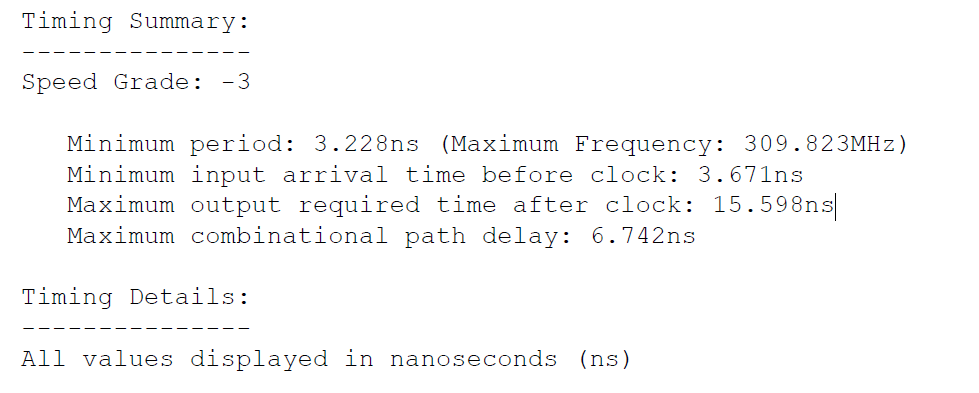 Timing Summary:
---------------
Speed Grade: -3
Minimum period: 3.228ns (Maximum Frequency: 309.823MHz)
Minimum input arrival time before clock: 3.671ns
Maximum output required time after clock: 15.598ns
Maximum combinational path delay: 6.742ns
Timing Details:
---------------
All values displayed in nanoseconds (ns)